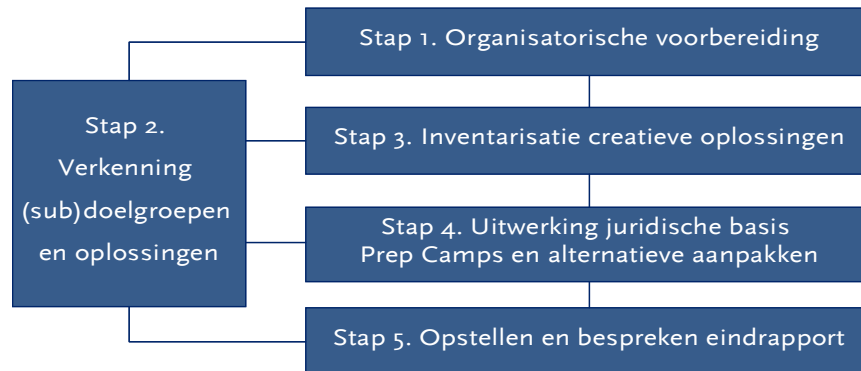 Stap 1. Organisatorische voorbereiding
Stap 2.
Verkenning
(sub)doelgroepen
en oplossingen
Stap 3. Inventarisatie creatieve oplossingen
Stap 4. Uitwerking juridische basis
Prep Camps en alternatieve aanpakken
Stap 5. Opstellen en bespreken eindrapport